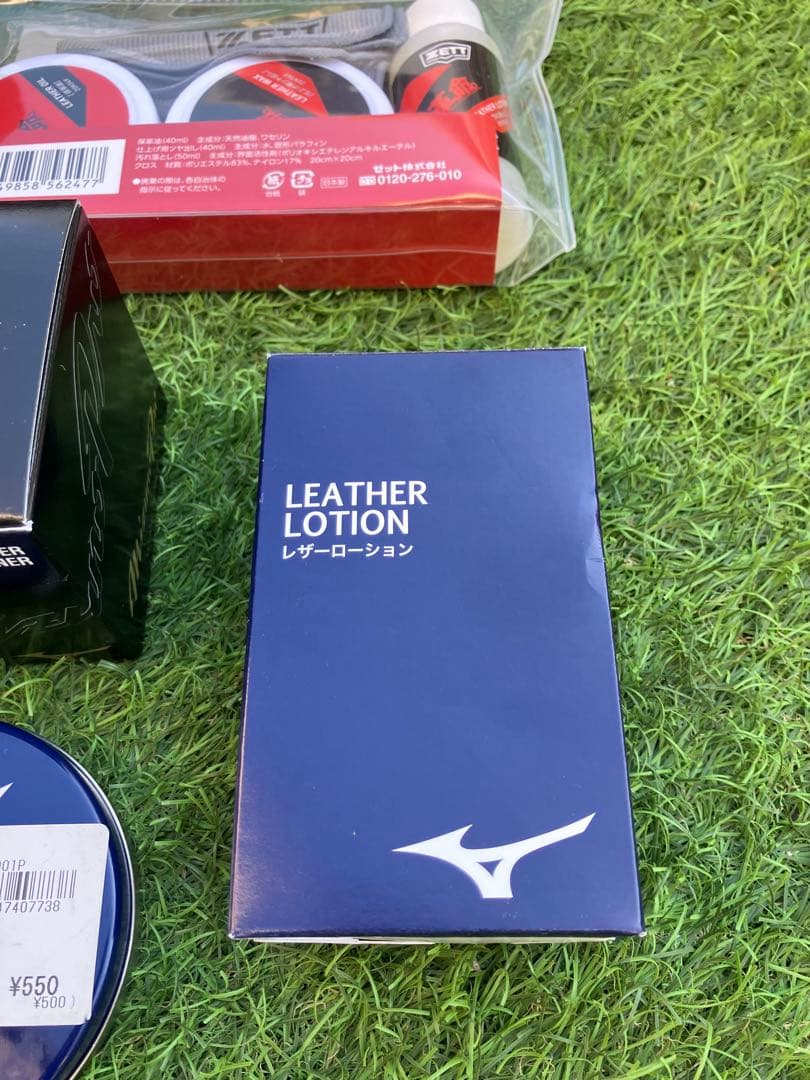 ZETT
LEATHER OIL
LEATHER WAX
ZETT
保革油(40ml) 主成分:天然油脂、ワセリン
仕上げ用ツヤ出し(40ml) 主成分:水、固形パラフィン
汚れ落とし(50ml) 主成分:界面活性剤(ポリオキシエチレンアルキルエーテル)
クロス 材質:ポリエステル83%、ナイロン17% 20cm×20cm
●廃棄の際は、各自治体の
指示に従ってください。
日本製
ゼット株式会社
0120-276-010
9858 562477
LEATHER
LOTION
レザーローション
ER
NER
001P
47407738
¥550
¥500)